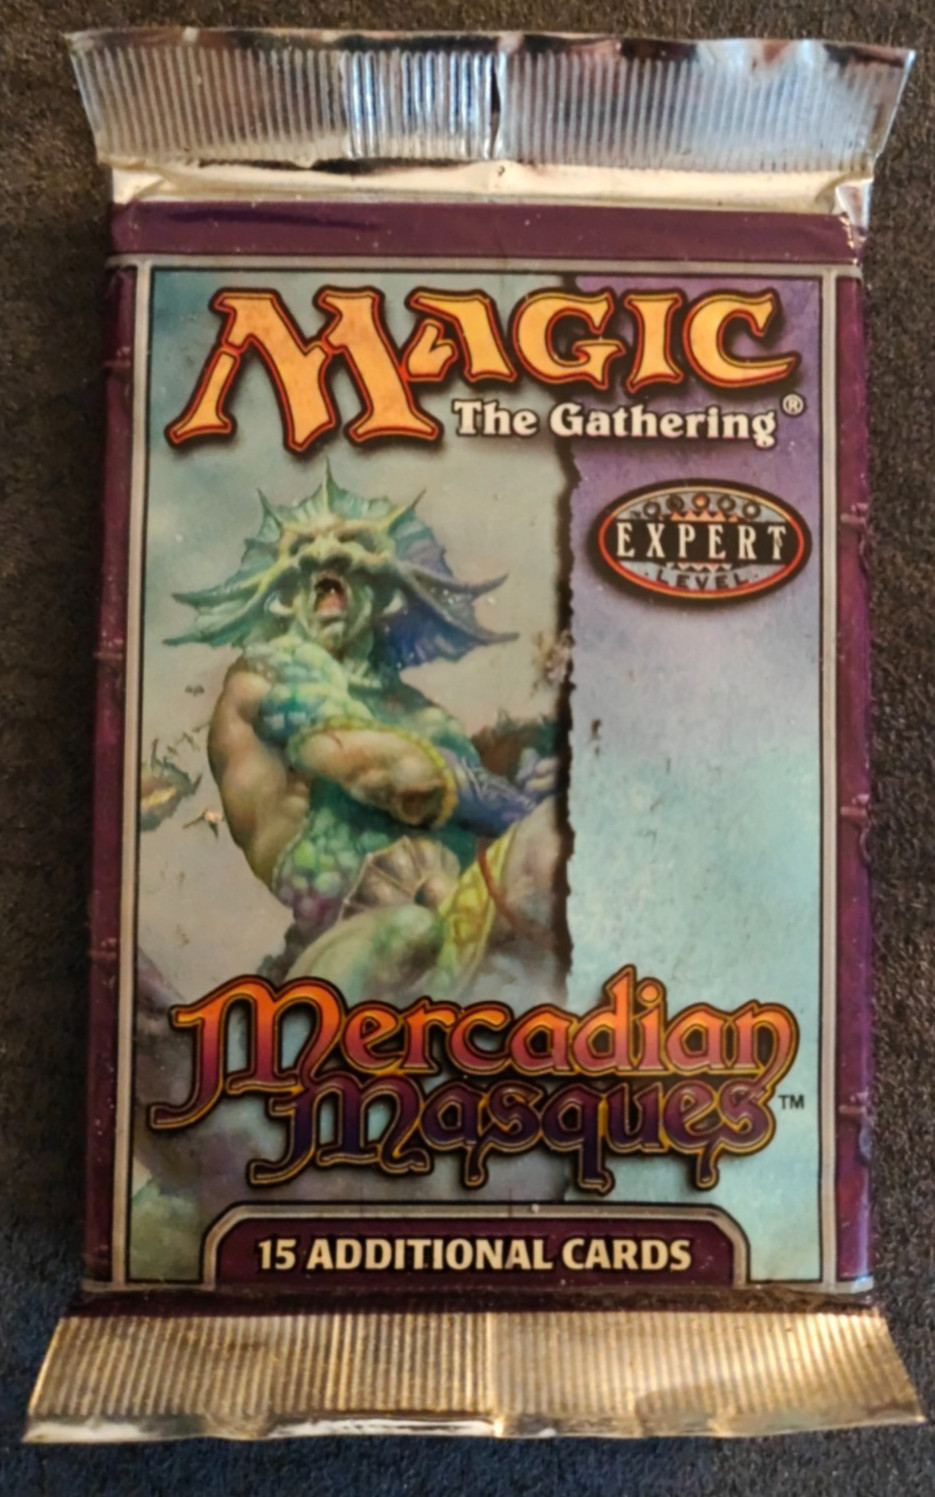 MAGIC
The Gathering®
EXPERT
LEVEL
Mercadian
Masques™
15 ADDITIONAL CARDS